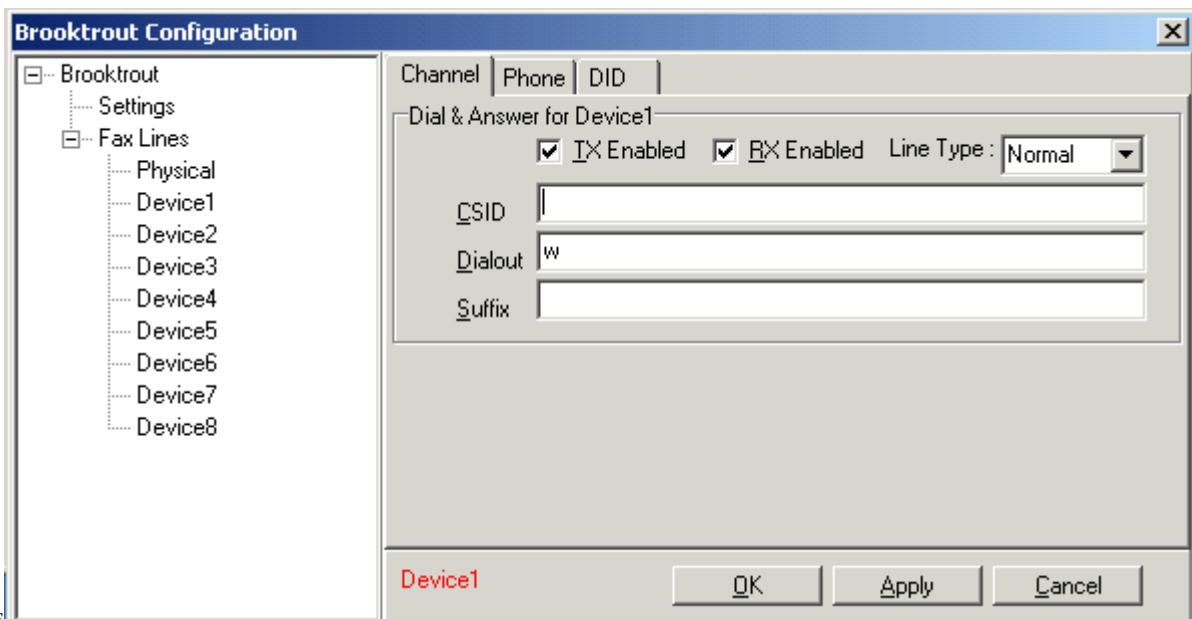 Brooktrout Configuration
Brooktrout
Settings
Fax Lines
Physical
Device1
Device2
Device3
Device4
Device5
Device6
Device7
Device8
Channel Phone DID
Dial & Answer for Device1
TX Enabled RX Enabled Line Type : Normal
CSID
Dialout w
Suffix
Device1 OK Apply Cancel